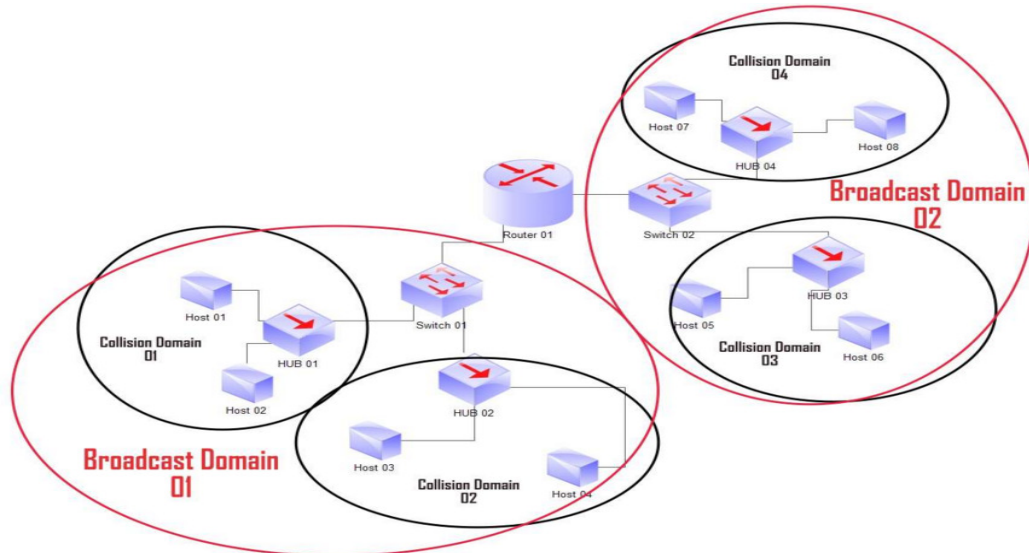 Collision Domain
04
Host 07
HUB 04
Host 08
Broadcast Domain
02
Router 01
Switch 02
HUB 03
Host 05
Host 06
Collision Domain
03
Switch 01
Host 01
Collision Domain
01
HUB 01
Host 02
HUB 02
Host 03
Host 04
Collision Domain
02
Broadcast Domain
01